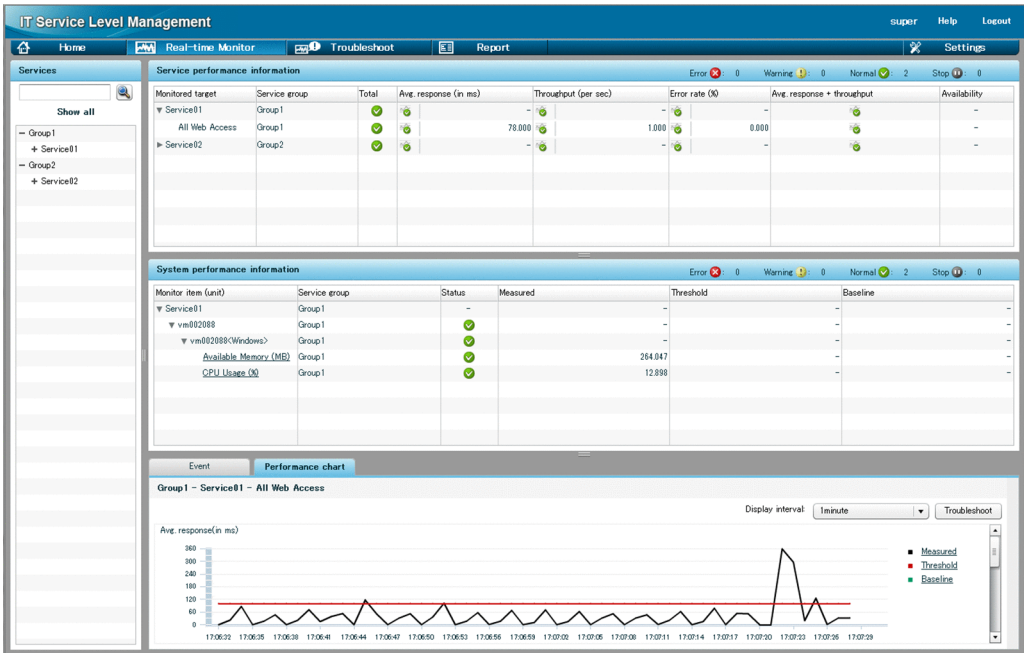 IT Service Level Management
super Help Logout
Home Real-time Monitor Troubleshoot Report Settings
Services
Show all
− Group1
+ Service01
− Group2
+ Service02
Service performance information
Error : 0 Warning : 0 Normal : 2 Stop : 0
Monitored target Service group Total Avg. response (in ms) Throughput (per sec) Error rate (%) Avg. response + throughput Availability
▼ Service01 Group1 - - - -
All Web Access Group1 78.000 1.000 0.000 -
▶ Service02 Group2 - - - -
System performance information
Error : 0 Warning : 0 Normal : 2 Stop : 0
Monitor item (unit) Service group Status Measured Threshold Baseline
▼ Service01 Group1 - - - -
▼ vm002088 Group1 - - -
▼ vm002088<Windows> Group1 - - -
Available Memory (MB) Group1 264.047 - -
CPU Usage (%) Group1 12.898 - -
Event Performance chart
Group1 - Service01 - All Web Access
Display interval: 1minute Troubleshoot
Avg. response(in ms)
360
300
240
180
120
60
0
17:06:32 17:06:35 17:06:38 17:06:41 17:06:44 17:06:47 17:06:50 17:06:53 17:06:56 17:06:59 17:07:02 17:07:05 17:07:08 17:07:11 17:07:14 17:07:17 17:07:20 17:07:23 17:07:26 17:07:29
Measured
Threshold
Baseline